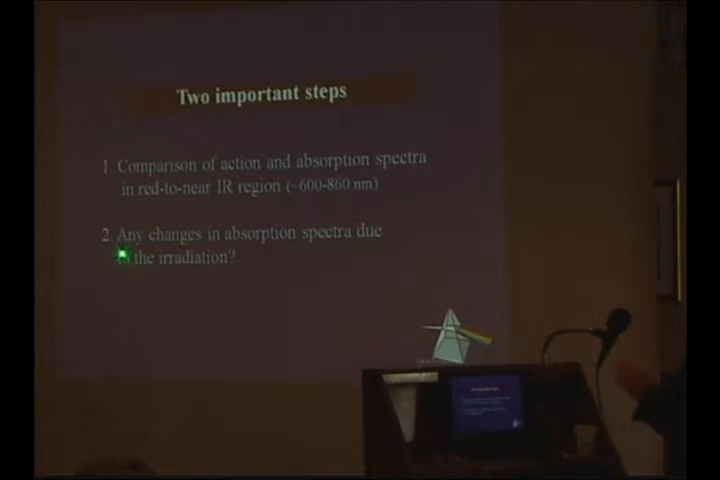 Two important steps
1. Comparison of action and absorption spectra
in red-to-near IR region (~600-860 nm)
2. Any changes in absorption spectra due
to the irradiation?